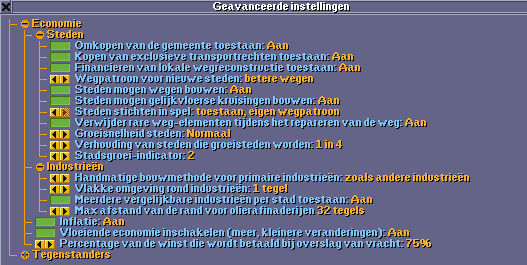 Geavanceerde instellingen
Economie
Steden
Omkopen van de gemeente toestaan: Aan
Kopen van exclusieve transportrechten toestaan: Aan
Financieren van lokale wegreconstructie toestaan: Aan
Wegpatroon voor nieuwe steden: betere wegen
Steden mogen wegen bouwen: Aan
Steden mogen gelijkvloerse kruisingen bouwen: Aan
Steden stichten in spel: toestaan, eigen wegpatroon
Verwijder rare weg-elementen tijdens het repareren van de weg: Aan
Groeisnelheid steden: Normaal
Verhouding van steden die groeisteden worden: 1 in 4
Stadsgroei-indicator: 2
Industrieën
Handmatige bouwmethode voor primaire industrieën: zoals andere industrieën
Vlakke omgeving rond industrieën: 1 tegel
Meerdere vergelijkbare industrieën per stad toestaan: Aan
Max afstand van de rand voor olierafinaderijen 32 tegels
Inflatie: Aan
Vloeiende economie inschakelen (meer, kleinere veranderingen): Aan
Percentage van de winst die wordt betaald bij overslag van vracht: 75%
Tegenstanders